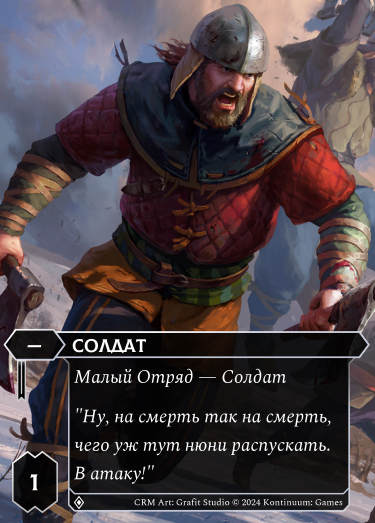 — СОЛДАТ
Малый Отряд — Солдат
"Ну, на смерть так на смерть,
чего уж тут нюни распускать.
В атаку!"
1
CRM Art: Grafit Studio © 2024 Kontinuum: Games